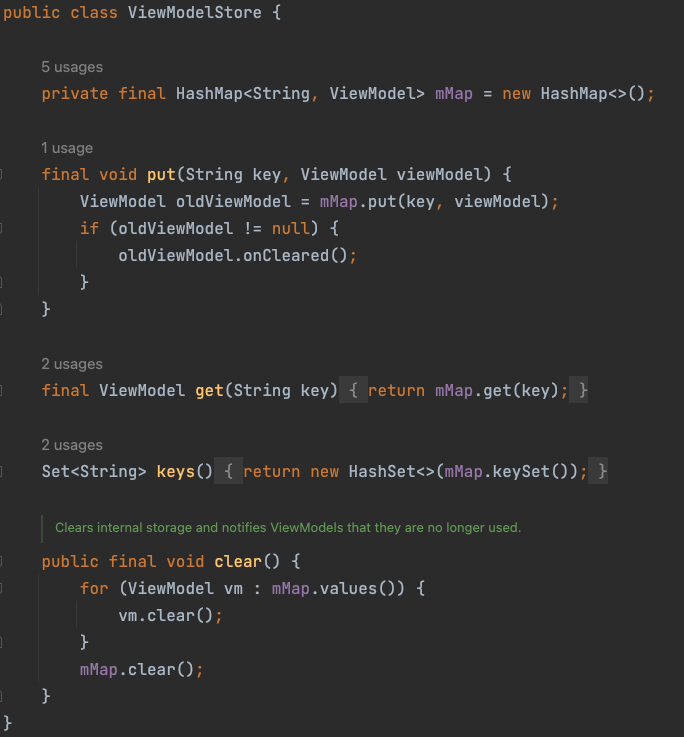 public class ViewModelStore {
5 usages
private final HashMap<String, ViewModel> mMap = new HashMap<>();
1 usage
final void put(String key, ViewModel viewModel) {
ViewModel oldViewModel = mMap.put(key, viewModel);
if (oldViewModel != null) {
oldViewModel.onCleared();
}
}
2 usages
final ViewModel get(String key) { return mMap.get(key); }
2 usages
Set<String> keys() { return new HashSet<>(mMap.keySet()); }
Clears internal storage and notifies ViewModels that they are no longer used.
public final void clear() {
for (ViewModel vm : mMap.values()) {
vm.clear();
}
mMap.clear();
}
}